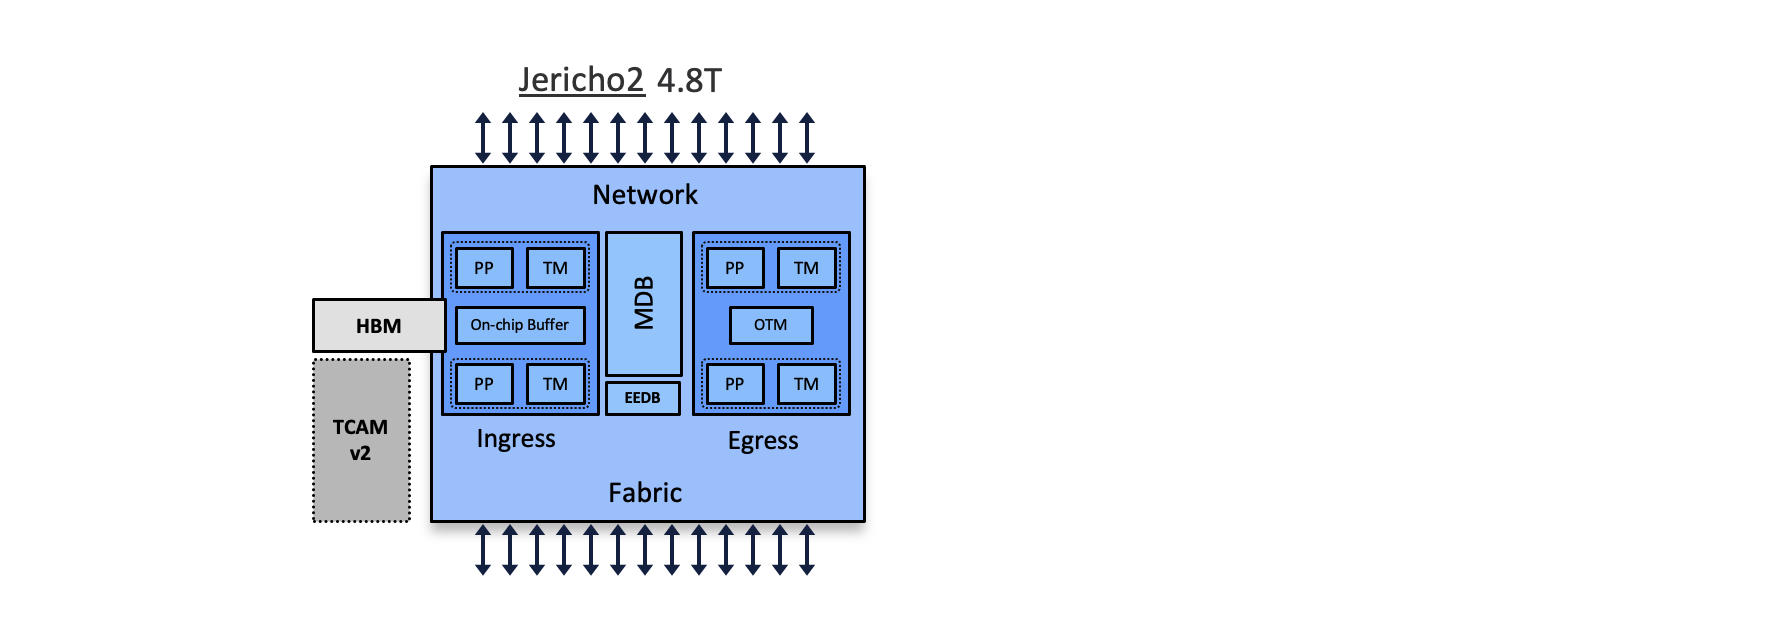 Jericho2 4.8T
Network
PP TM
On-chip Buffer
PP TM
Ingress
MDB
EEDB
PP TM
OTM
PP TM
Egress
HBM
TCAM
v2
Fabric